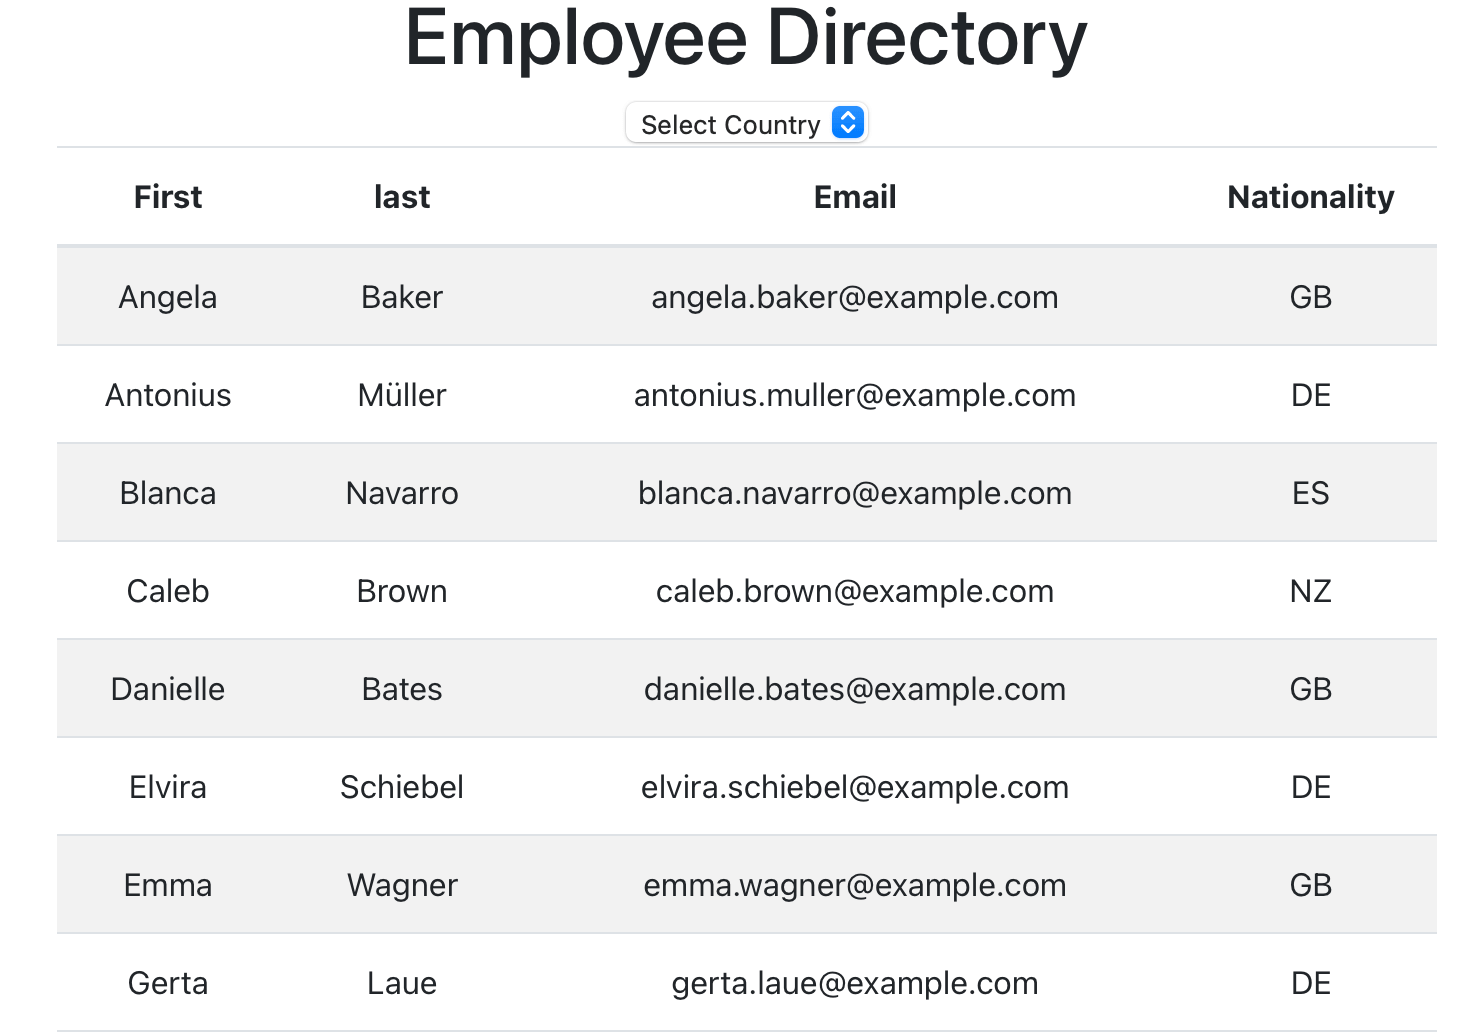 Employee Directory
Select Country
First last Email Nationality
Angela Baker angela.baker@example.com GB
Antonius Müller antonius.muller@example.com DE
Blanca Navarro blanca.navarro@example.com ES
Caleb Brown caleb.brown@example.com NZ
Danielle Bates danielle.bates@example.com GB
Elvira Schiebel elvira.schiebel@example.com DE
Emma Wagner emma.wagner@example.com GB
Gerta Laue gerta.laue@example.com DE